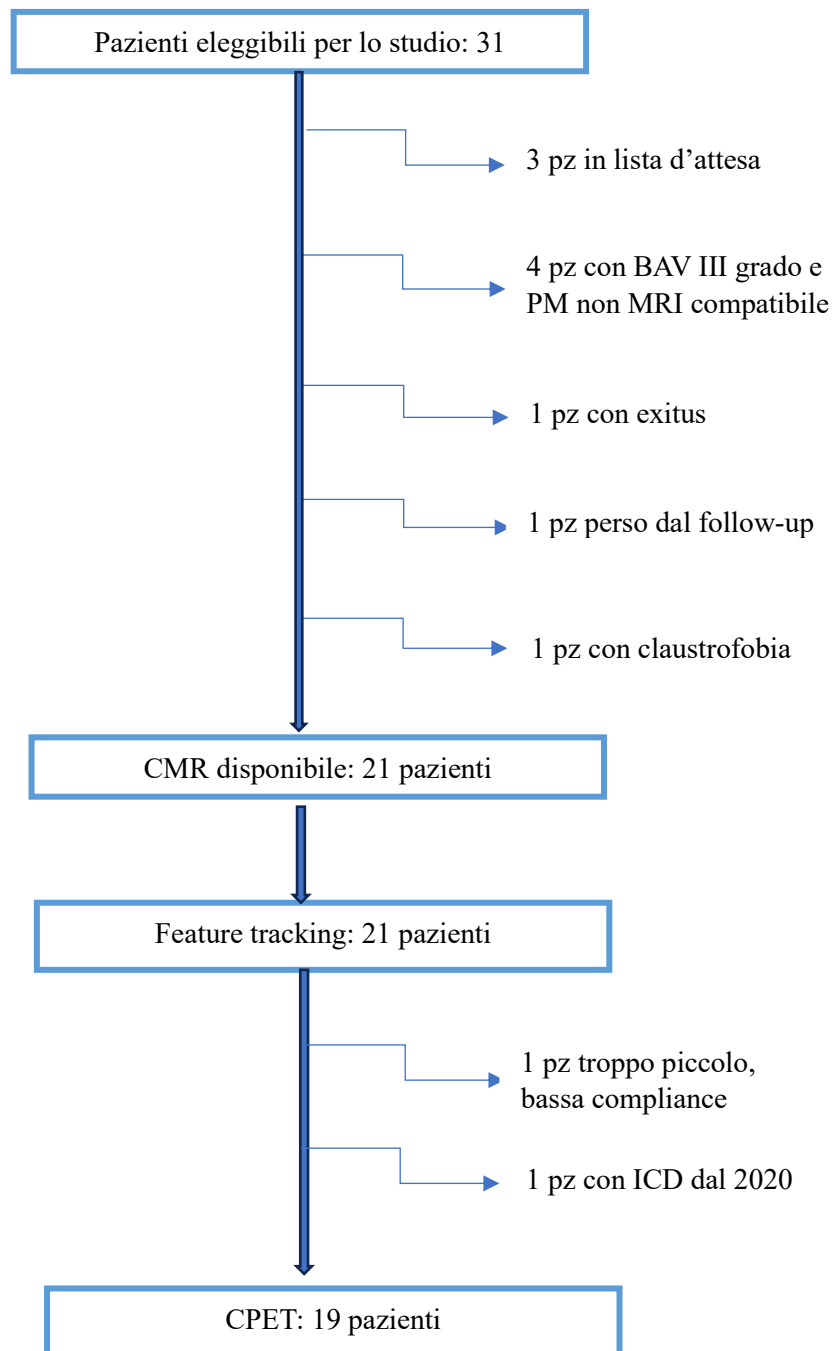 Pazienti eleggibili per lo studio: 31
3 pz in lista d’attesa
4 pz con BAV III grado e
PM non MRI compatibile
1 pz con exitus
1 pz perso dal follow-up
1 pz con claustrofobia
CMR disponibile: 21 pazienti
Feature tracking: 21 pazienti
1 pz troppo piccolo,
bassa compliance
1 pz con ICD dal 2020
CPET: 19 pazienti